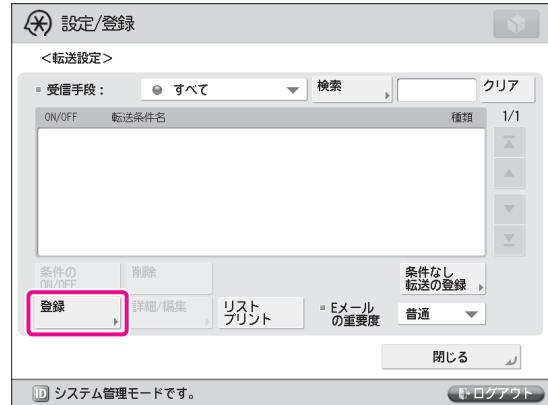 設定/登録
＜転送設定＞
受信手段： すべて 検索 クリア
ON/OFF 転送条件名 種類 1/1
条件の
ON/OFF
削除
条件なし
転送の登録
登録
詳細/編集
リスト
プリント
Eメール
の重要度
普通
閉じる
ID システム管理モードです。 ログアウト